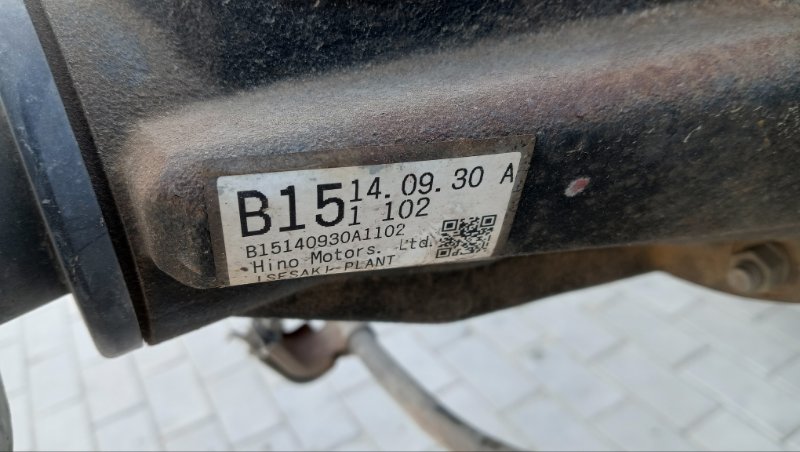 B15 14.09.30 A
1 102
B15140930A1102
Hino Motors. Ltd.
ISESAKI PLANT